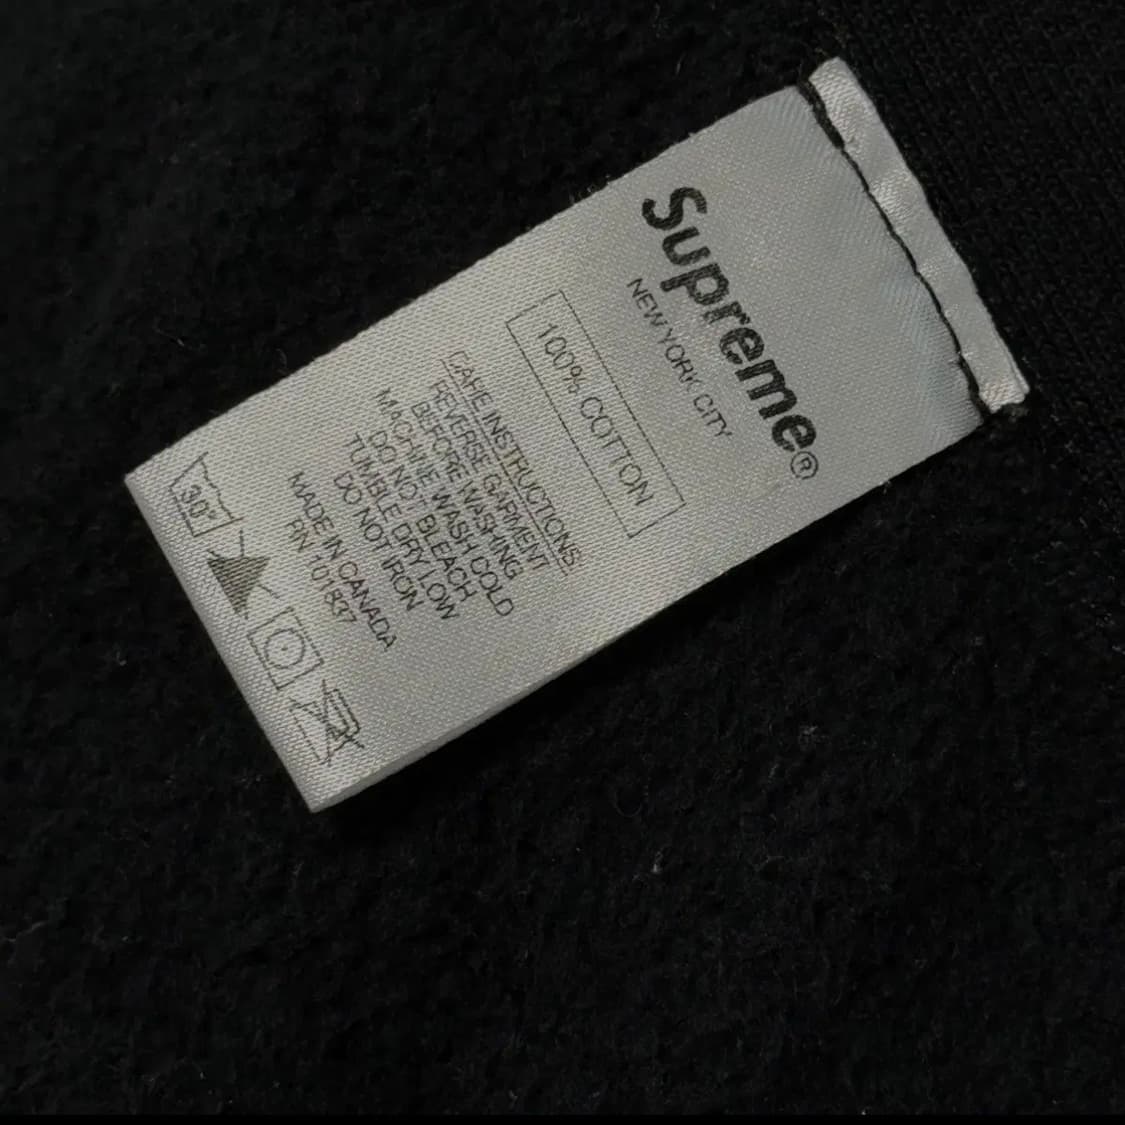 Supreme®
NEW YORK CITY
100% COTTON
CARE INSTRUCTIONS:
REVERSE GARMENT
BEFORE WASHING
MACHINE WASH COLD
DO NOT BLEACH
TUMBLE DRY LOW
DO NOT IRON
MADE IN CANADA
RN 101837
30°